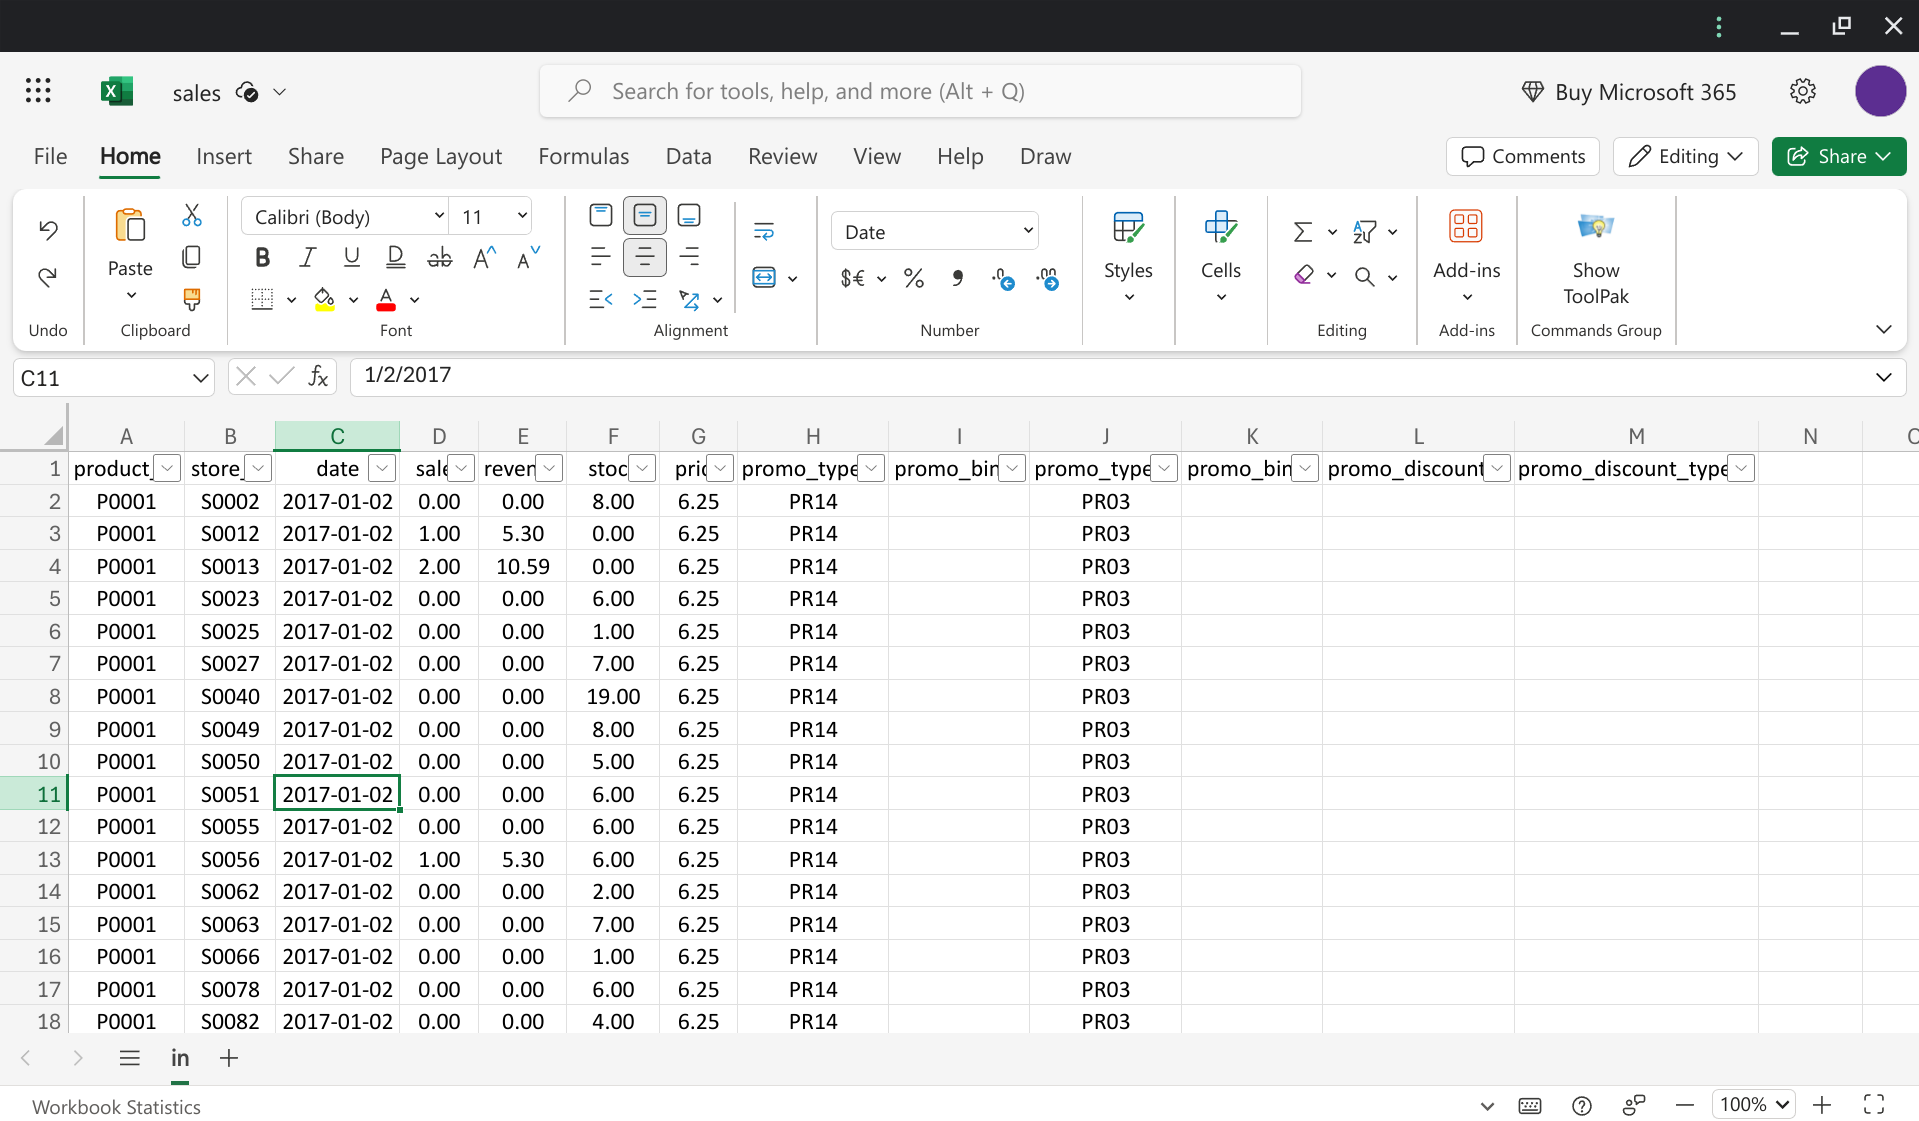 sales
Search for tools, help, and more (Alt + Q)
Buy Microsoft 365
File Home Insert Share Page Layout Formulas Data Review View Help Draw
Comments Editing Share
Paste
Calibri (Body) 11
Date
Styles
Cells
Add-ins
Show ToolPak
Undo Clipboard Font Alignment Number Editing Add-ins Commands Group
C11 fx 1/2/2017
A B C D E F G H I J K L M N
1 product_ store_ date sale reven stoc pric promo_type promo_bin promo_type promo_bin promo_discount promo_discount_type
2 P0001 S0002 2017-01-02 0.00 0.00 8.00 6.25 PR14 PR03
3 P0001 S0012 2017-01-02 1.00 5.30 0.00 6.25 PR14 PR03
4 P0001 S0013 2017-01-02 2.00 10.59 0.00 6.25 PR14 PR03
5 P0001 S0023 2017-01-02 0.00 0.00 6.00 6.25 PR14 PR03
6 P0001 S0025 2017-01-02 0.00 0.00 1.00 6.25 PR14 PR03
7 P0001 S0027 2017-01-02 0.00 0.00 7.00 6.25 PR14 PR03
8 P0001 S0040 2017-01-02 0.00 0.00 19.00 6.25 PR14 PR03
9 P0001 S0049 2017-01-02 0.00 0.00 8.00 6.25 PR14 PR03
10 P0001 S0050 2017-01-02 0.00 0.00 5.00 6.25 PR14 PR03
11 P0001 S0051 2017-01-02 0.00 0.00 6.00 6.25 PR14 PR03
12 P0001 S0055 2017-01-02 0.00 0.00 6.00 6.25 PR14 PR03
13 P0001 S0056 2017-01-02 1.00 5.30 6.00 6.25 PR14 PR03
14 P0001 S0062 2017-01-02 0.00 0.00 2.00 6.25 PR14 PR03
15 P0001 S0063 2017-01-02 0.00 0.00 7.00 6.25 PR14 PR03
16 P0001 S0066 2017-01-02 0.00 0.00 1.00 6.25 PR14 PR03
17 P0001 S0078 2017-01-02 0.00 0.00 6.00 6.25 PR14 PR03
18 P0001 S0082 2017-01-02 0.00 0.00 4.00 6.25 PR14 PR03
in
Workbook Statistics
100%